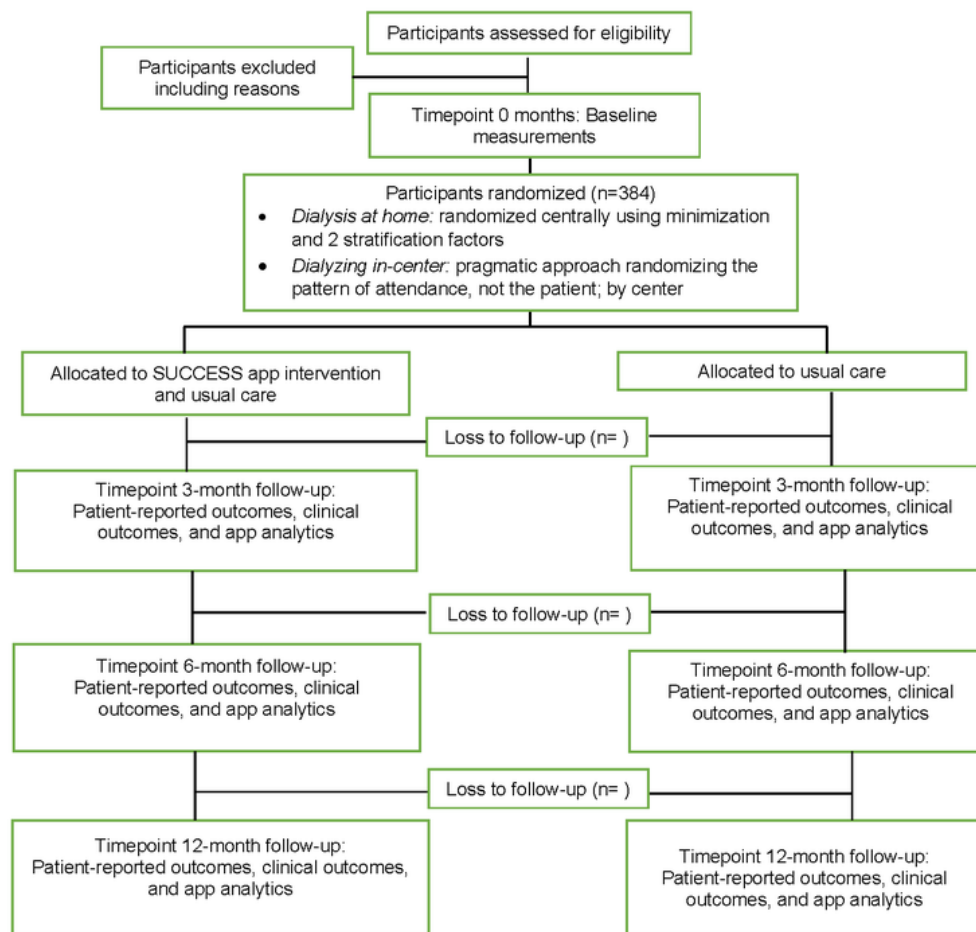 Participants assessed for eligibility
Participants excluded
including reasons
Timepoint 0 months: Baseline
measurements
Participants randomized (n=384)
• Dialysis at home: randomized centrally using minimization
and 2 stratification factors
• Dialyzing in-center: pragmatic approach randomizing the
pattern of attendance, not the patient; by center
Allocated to SUCCESS app intervention
and usual care
Allocated to usual care
Loss to follow-up (n= )
Timepoint 3-month follow-up:
Patient-reported outcomes, clinical
outcomes, and app analytics
Timepoint 3-month follow-up:
Patient-reported outcomes, clinical
outcomes, and app analytics
Loss to follow-up (n= )
Timepoint 6-month follow-up:
Patient-reported outcomes, clinical
outcomes, and app analytics
Timepoint 6-month follow-up:
Patient-reported outcomes, clinical
outcomes, and app analytics
Loss to follow-up (n= )
Timepoint 12-month follow-up:
Patient-reported outcomes, clinical outcomes,
and app analytics
Timepoint 12-month follow-up:
Patient-reported outcomes, clinical
outcomes, and app analytics